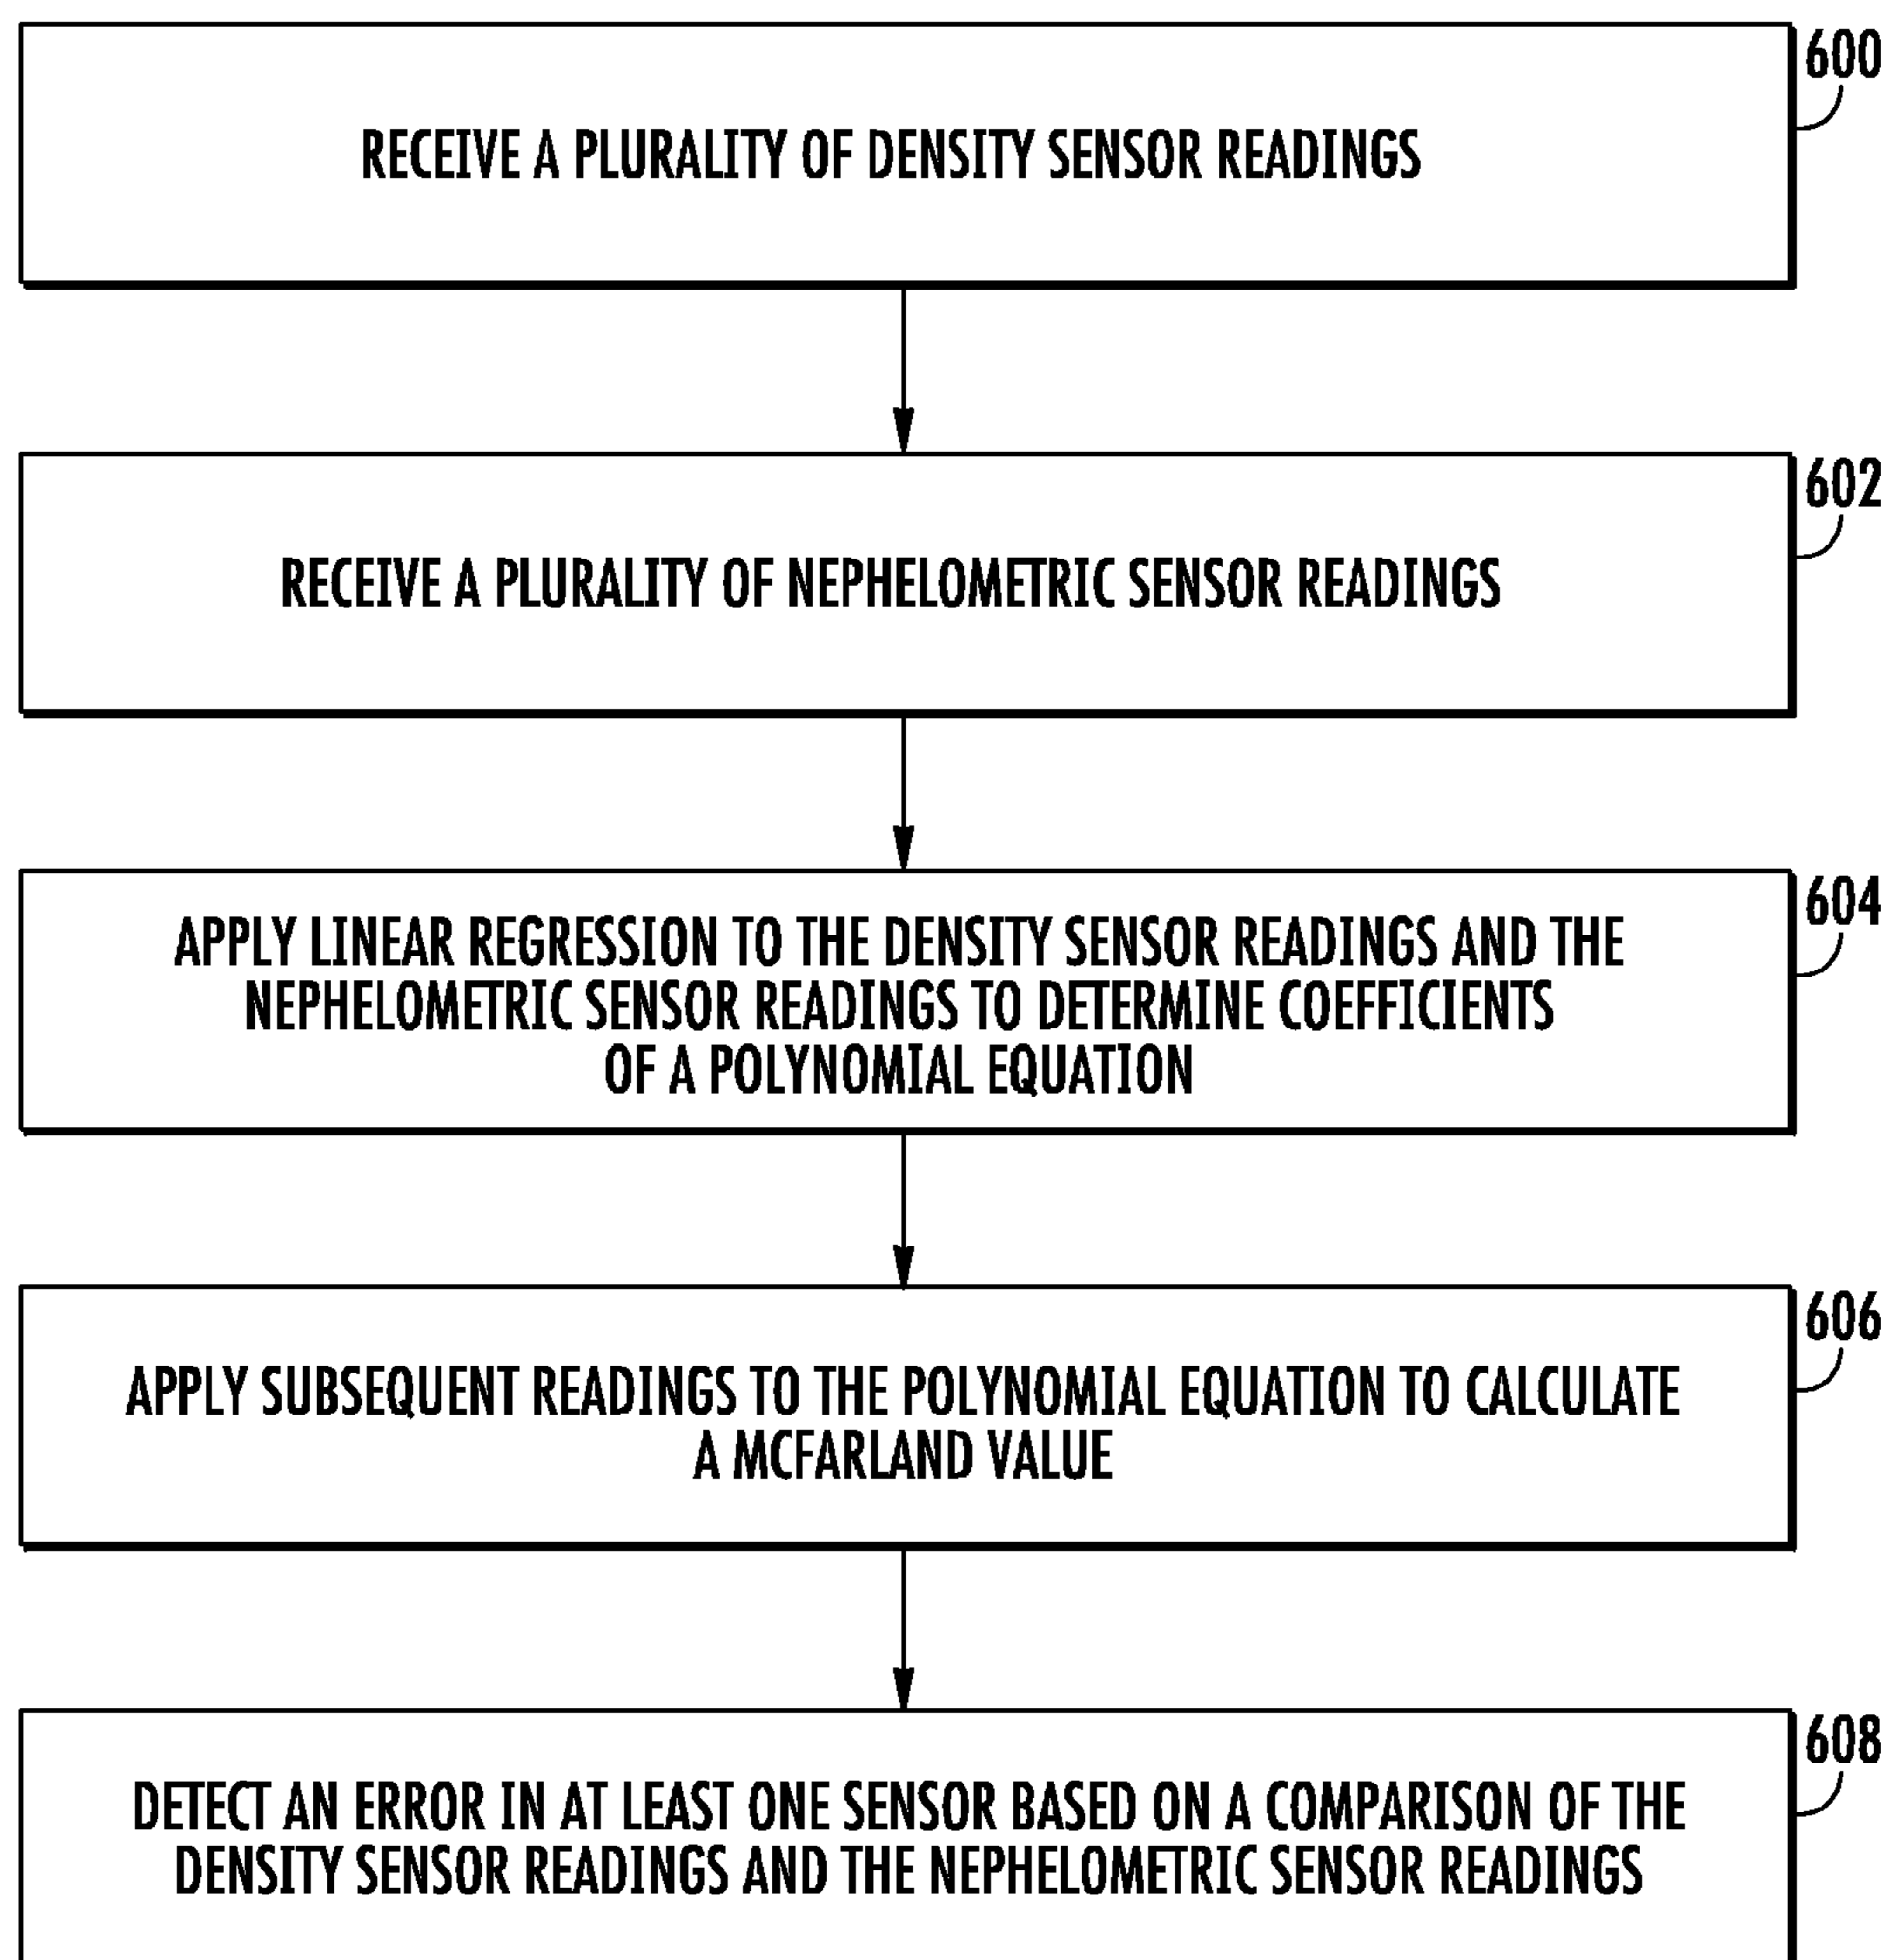 600
RECEIVE A PLURALITY OF DENSITY SENSOR READINGS
602
RECEIVE A PLURALITY OF NEPHELOMETRIC SENSOR READINGS
604
APPLY LINEAR REGRESSION TO THE DENSITY SENSOR READINGS AND THE
NEPHELOMETRIC SENSOR READINGS TO DETERMINE COEFFICIENTS
OF A POLYNOMIAL EQUATION
606
APPLY SUBSEQUENT READINGS TO THE POLYNOMIAL EQUATION TO CALCULATE
A MCFARLAND VALUE
608
DETECT AN ERROR IN AT LEAST ONE SENSOR BASED ON A COMPARISON OF THE
DENSITY SENSOR READINGS AND THE NEPHELOMETRIC SENSOR READINGS